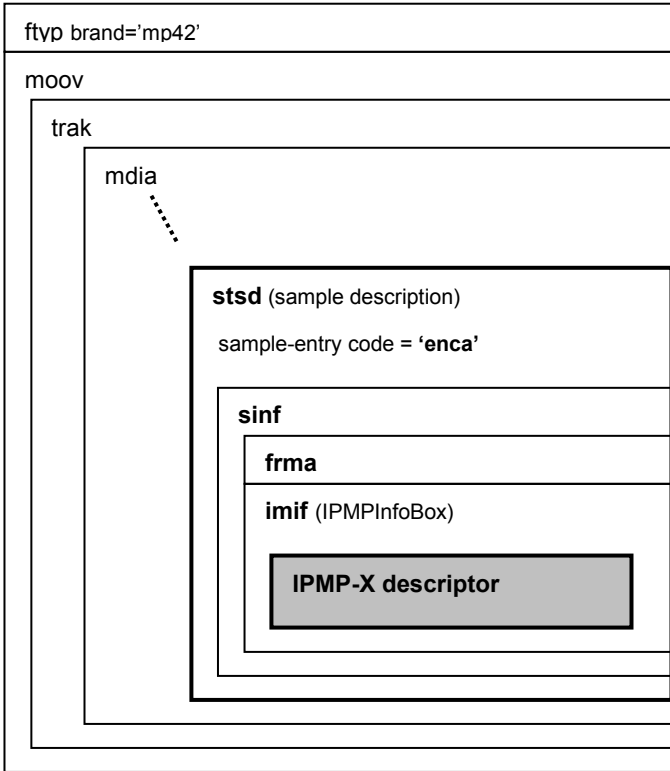 ftyp brand=’mp42’
moov
trak
mdia
stsd (sample description)
sample-entry code = ‘enca’
sinf
frma
imif (IPMPInfoBox)
IPMP-X descriptor